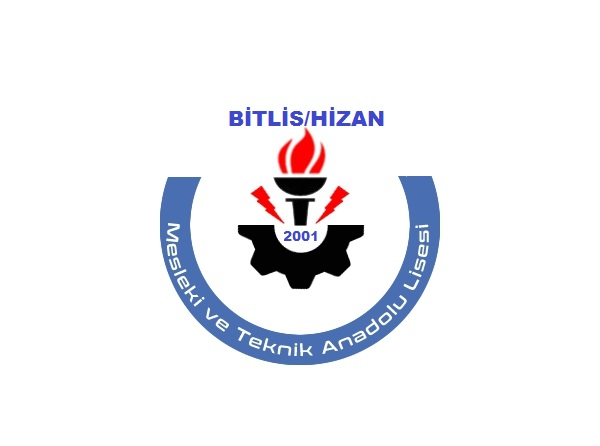 BİTLİS/HİZAN
2001
Mesleki ve Teknik Anadolu Lisesi